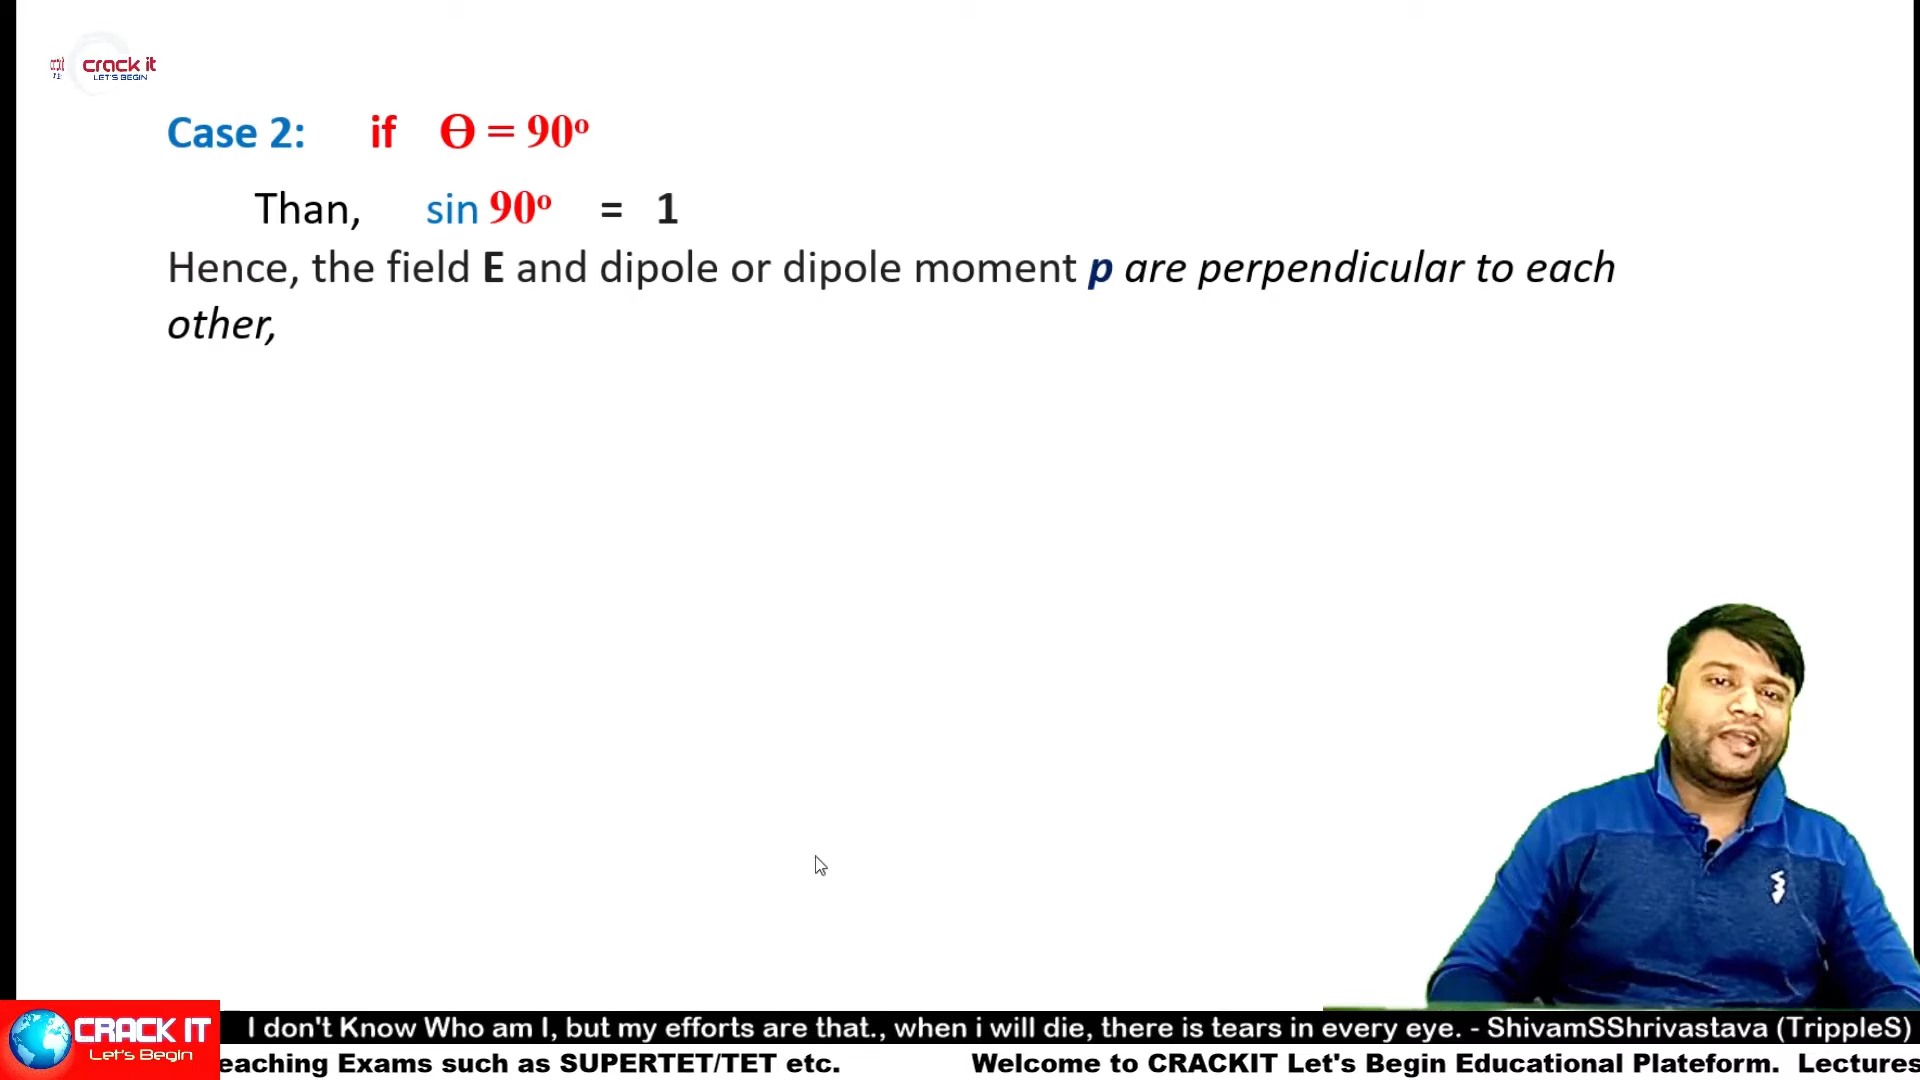 crack it
LET'S BEGIN
Case 2: if Ɵ = 90º
Than, sin 90º = 1
Hence, the field E and dipole or dipole moment p are perpendicular to each
other,
CRACK IT
Let's Begin
I don't Know Who am I, but my efforts are that., when i will die, there is tears in every eye. - ShivamSShrivastava (TrippleS)
eaching Exams such as SUPERTET/TET etc. Welcome to CRACKIT Let's Begin Educational Plateform. Lectures